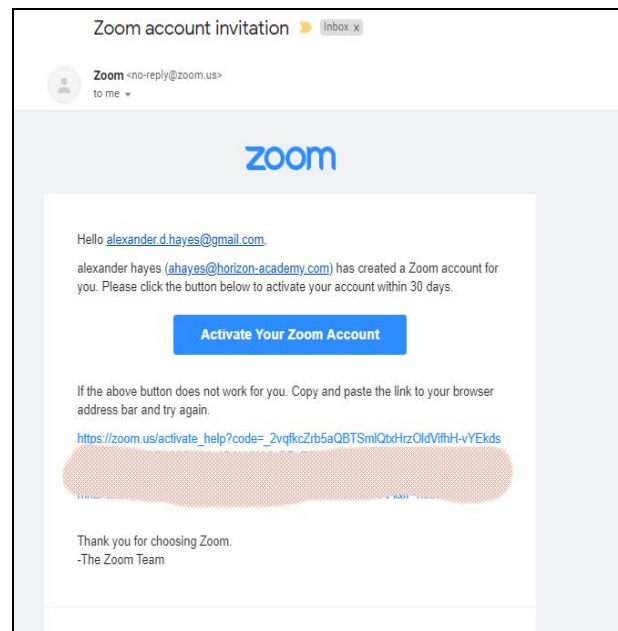 Zoom account invitation Inbox x
Zoom <no-reply@zoom.us>
to me
zoom
Hello alexander.d.hayes@gmail.com,
alexander hayes (ahayes@horizon-academy.com) has created a Zoom account for
you. Please click the button below to activate your account within 30 days.
Activate Your Zoom Account
If the above button does not work for you. Copy and paste the link to your browser
address bar and try again.
https://zoom.us/activate_help?code=_2vqfkcZrb5aQBTSmlQtxHrzOldVifhH-vYEkds
Thank you for choosing Zoom.
-The Zoom Team